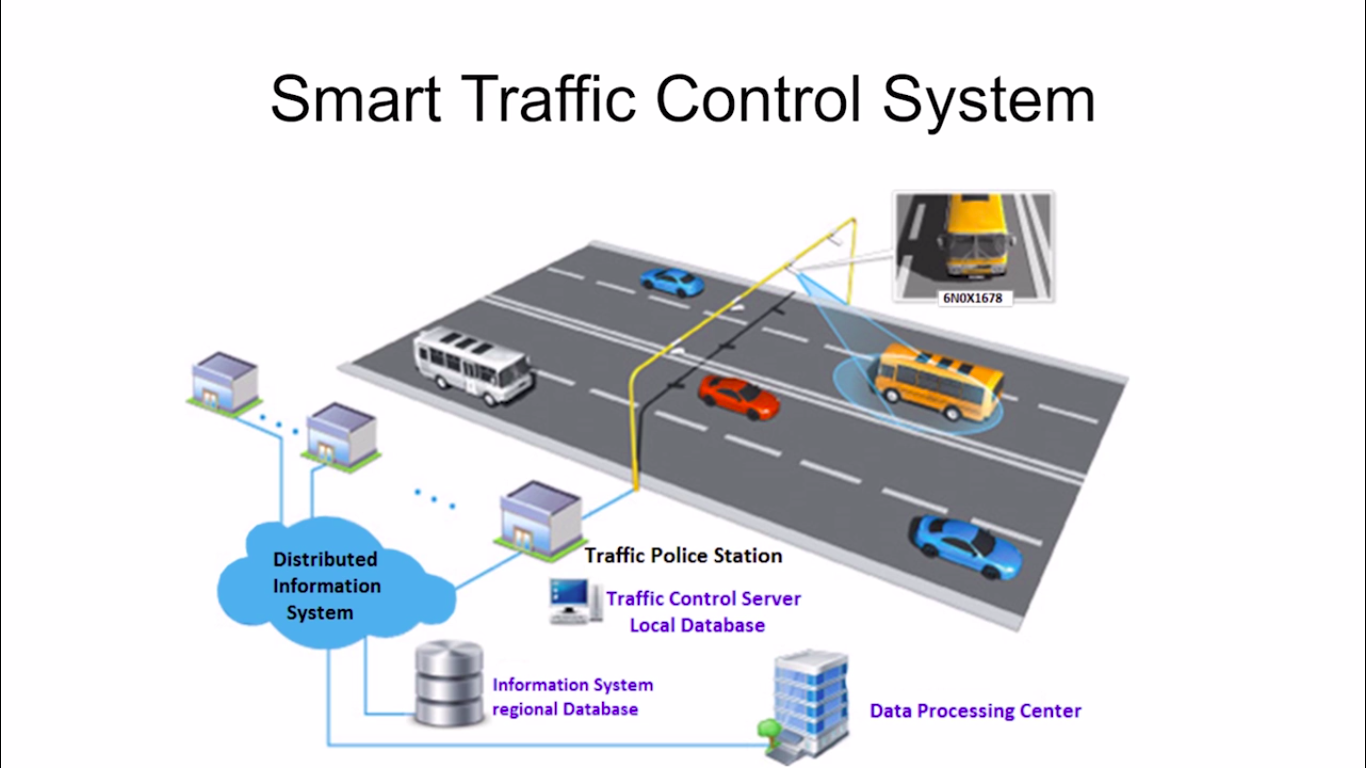 Smart Traffic Control System
6N0X1678
Distributed
Information
System
Traffic Police Station
Traffic Control Server
Local Database
Information System
regional Database
Data Processing Center